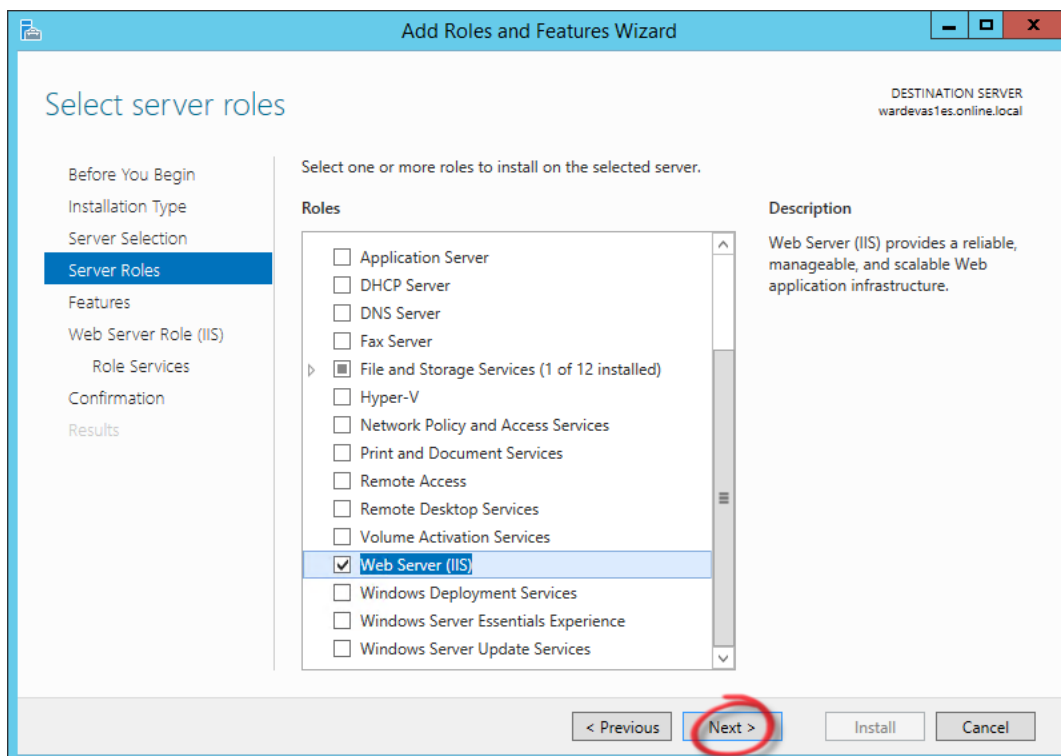 Add Roles and Features Wizard
Select server roles
DESTINATION SERVER
wardevas1es.online.local
Before You Begin
Installation Type
Server Selection
Server Roles
Features
Web Server Role (IIS)
Role Services
Confirmation
Results
Select one or more roles to install on the selected server.
Roles
Application Server
DHCP Server
DNS Server
Fax Server
File and Storage Services (1 of 12 installed)
Hyper-V
Network Policy and Access Services
Print and Document Services
Remote Access
Remote Desktop Services
Volume Activation Services
Web Server (IIS)
Windows Deployment Services
Windows Server Essentials Experience
Windows Server Update Services
Description
Web Server (IIS) provides a reliable,
manageable, and scalable Web
application infrastructure.
< Previous
Next >
Install
Cancel